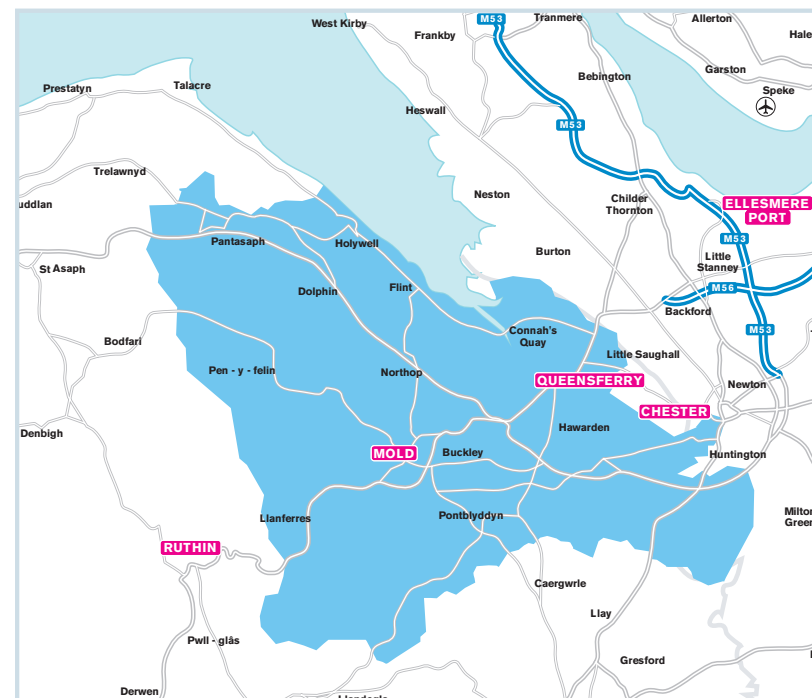 M53
Tranmere
Allerton
West Kirby
Frankby
Hale
Garston
Bebington
Prestatyn
Talacre
Speke
Heswall
M53
Trelawnyd
Neston
Childer
Thornton
ELLESMERE
PORT
uddlan
Pantasaph
Holywell
M53
Burton
Little
Stanney
St Asaph
Dolphin
Flint
M56
Backford
Connah's
Quay
M53
Bodfari
Little Saughall
Pen - y - felin
Northop
QUEENSFERRY
Newton
CHESTER
Denbigh
Hawarden
MOLD
Buckley
Huntington
Llanferres
Pontblyddyn
Milton
Green
RUTHIN
Caergwrle
Llay
Pwll - glâs
Gresford
Derwen